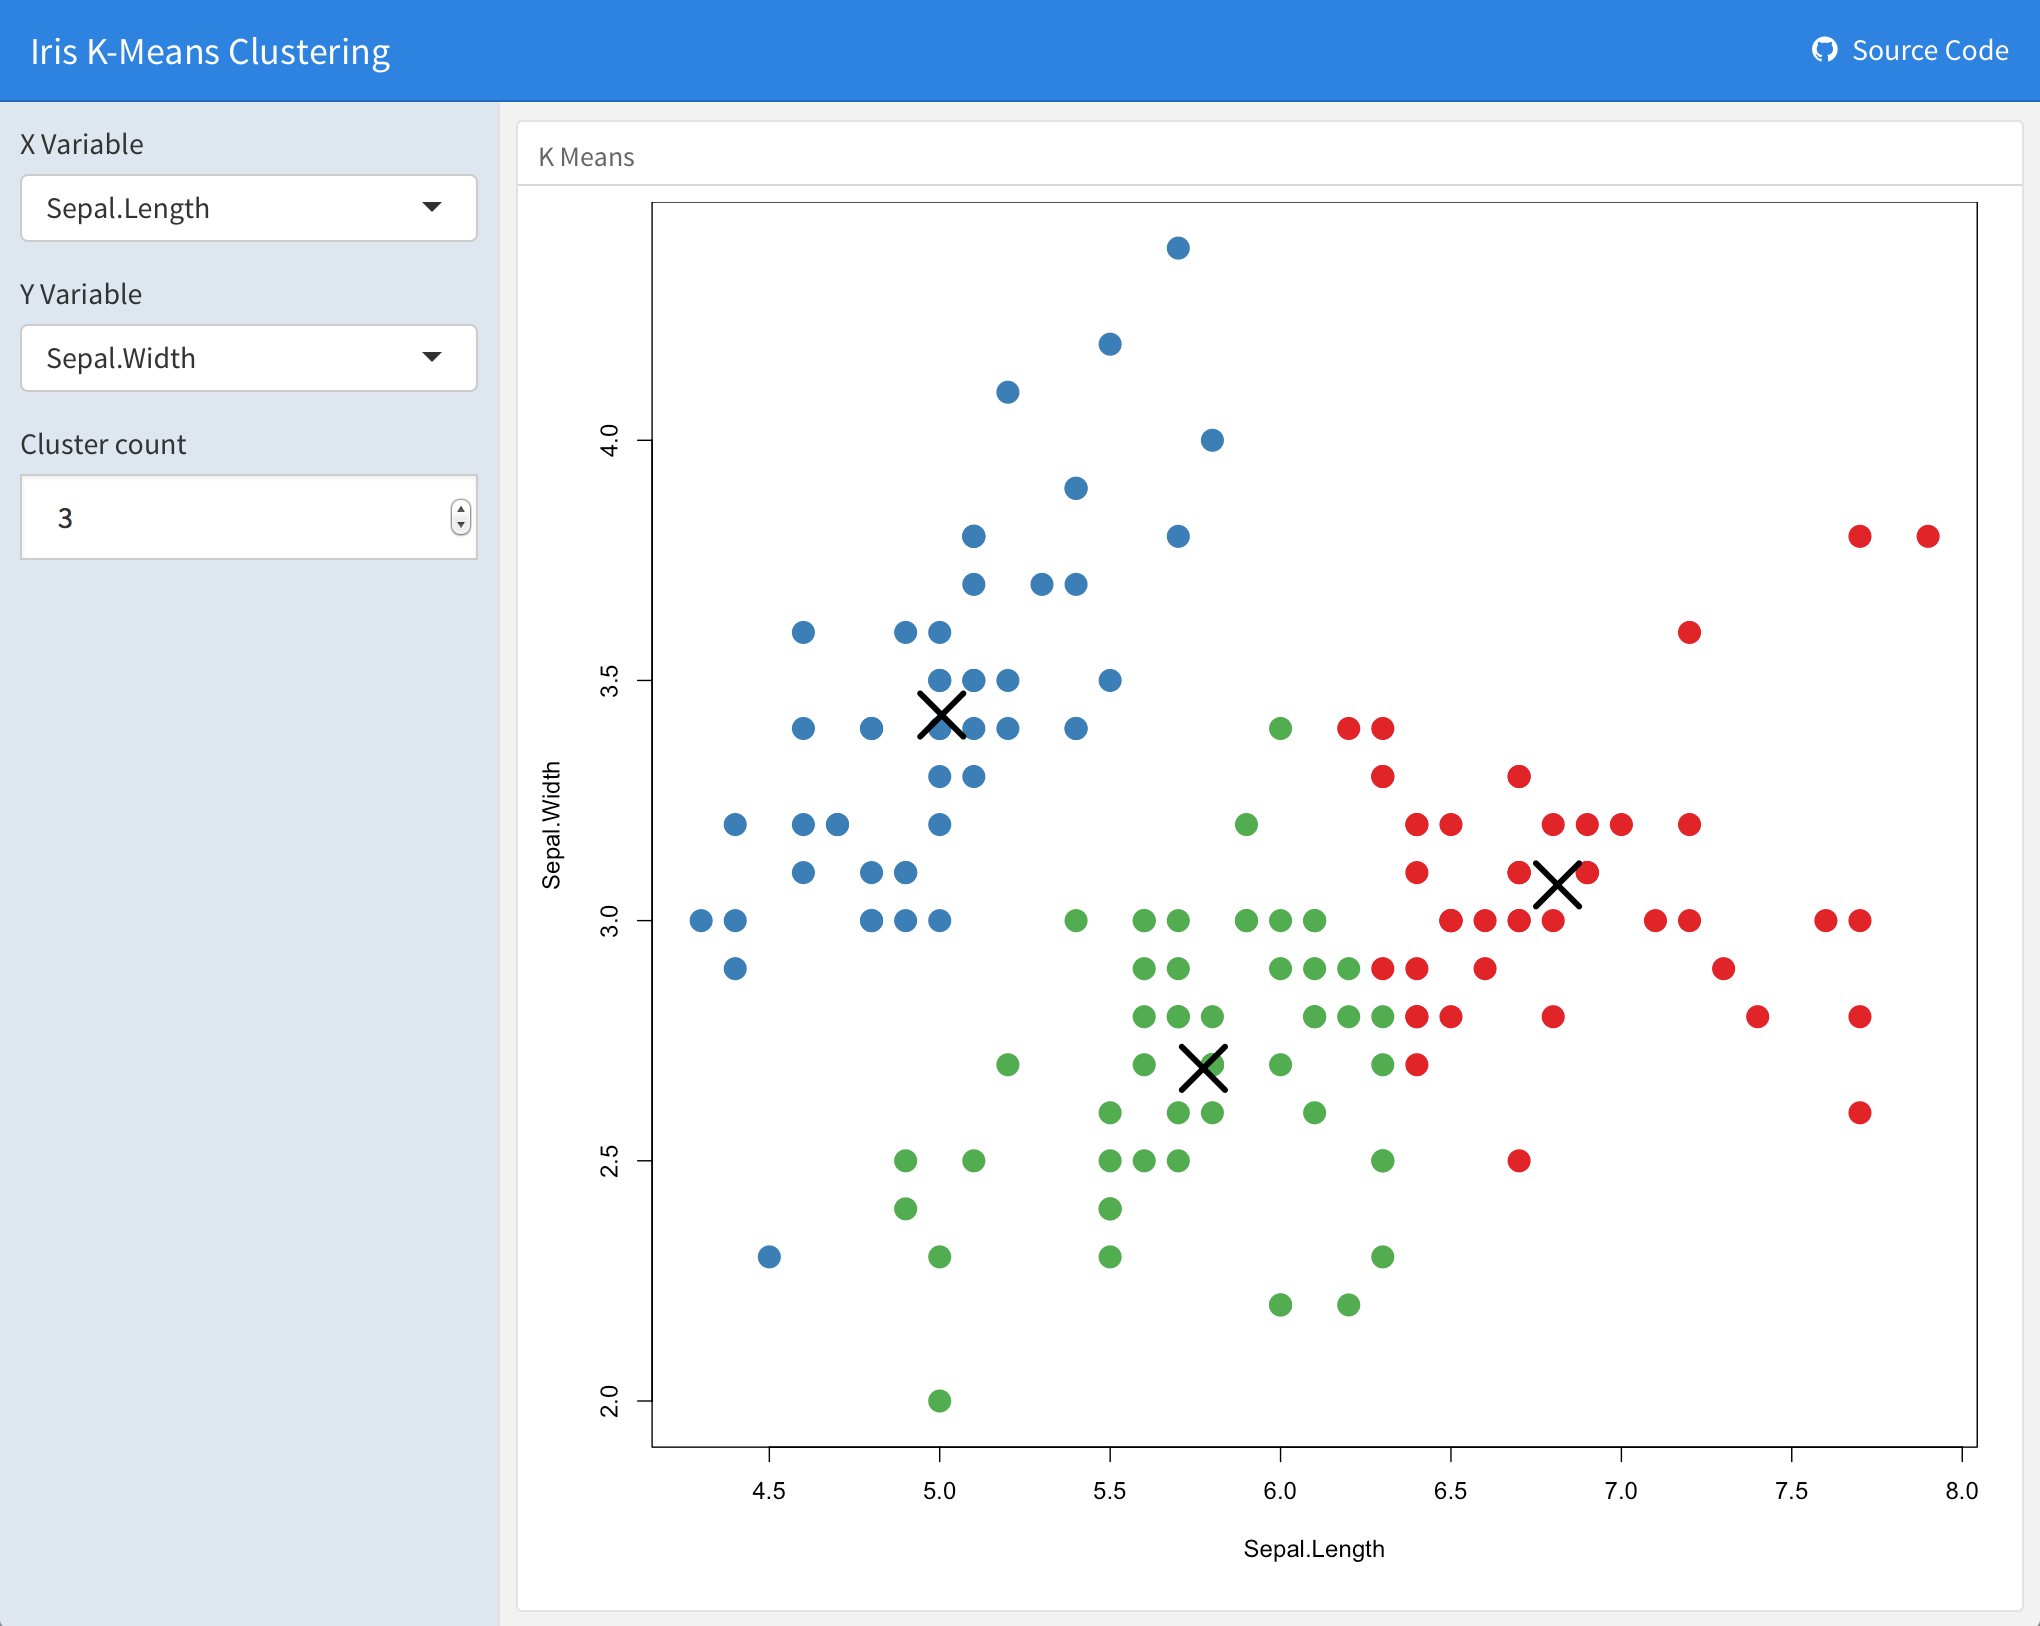 Iris K-Means Clustering
Source Code
X Variable
Sepal.Length
Y Variable
Sepal.Width
Cluster count
3
K Means
4.0
3.5
3.0
2.5
2.0
Sepal.Width
4.5 5.0 5.5 6.0 6.5 7.0 7.5 8.0
Sepal.Length